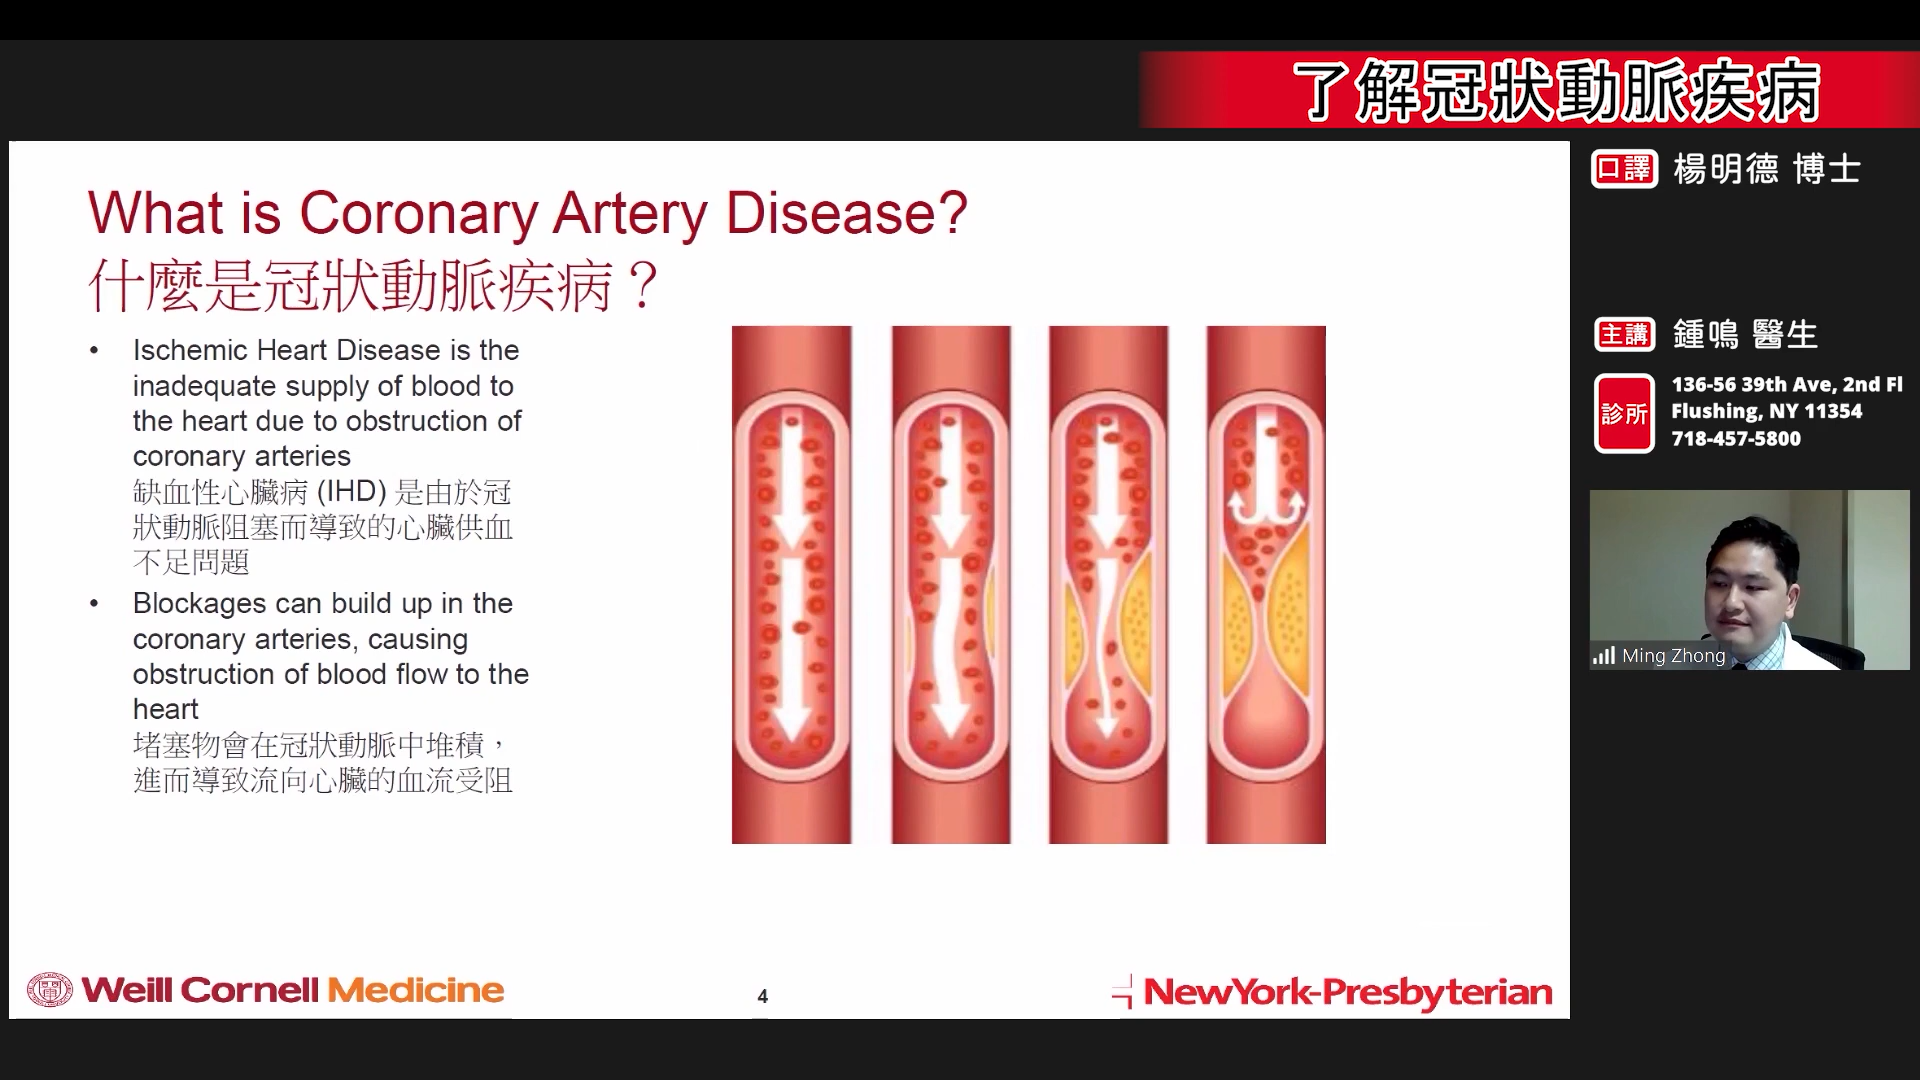 了解冠狀動脈疾病
What is Coronary Artery Disease?
什麼是冠狀動脈疾病？
• Ischemic Heart Disease is the
inadequate supply of blood to
the heart due to obstruction of
coronary arteries
缺血性心臟病 (IHD) 是由於冠
狀動脈阻塞而導致的心臟供血
不足問題
• Blockages can build up in the
coronary arteries, causing
obstruction of blood flow to the
heart
堵塞物會在冠狀動脈中堆積，
進而導致流向心臟的血流受阻
Weill Cornell Medicine
4
NewYork-Presbyterian
口譯 楊明德 博士
主講 鍾鳴 醫生
診所
136-56 39th Ave, 2nd Fl
Flushing, NY 11354
718-457-5800
Ming Zhong